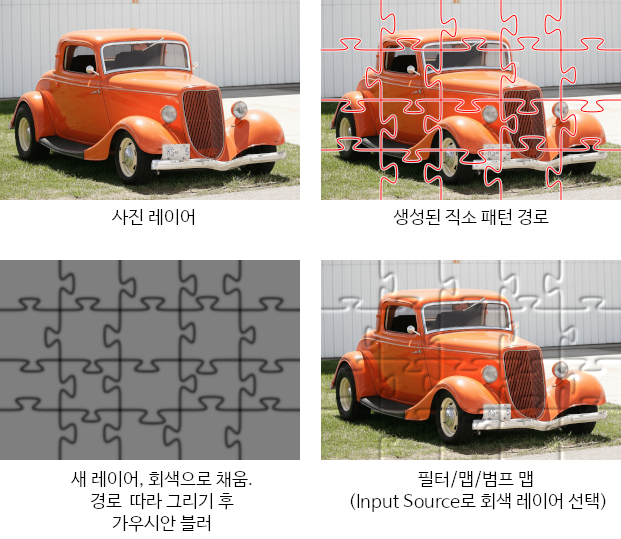 사진 레이어
생성된 직소 패턴 경로
새 레이어, 회색으로 채움.
경로 따라 그리기 후
가우시안 블러
필터/맵/범프 맵
(Input Source로 회색 레이어 선택)